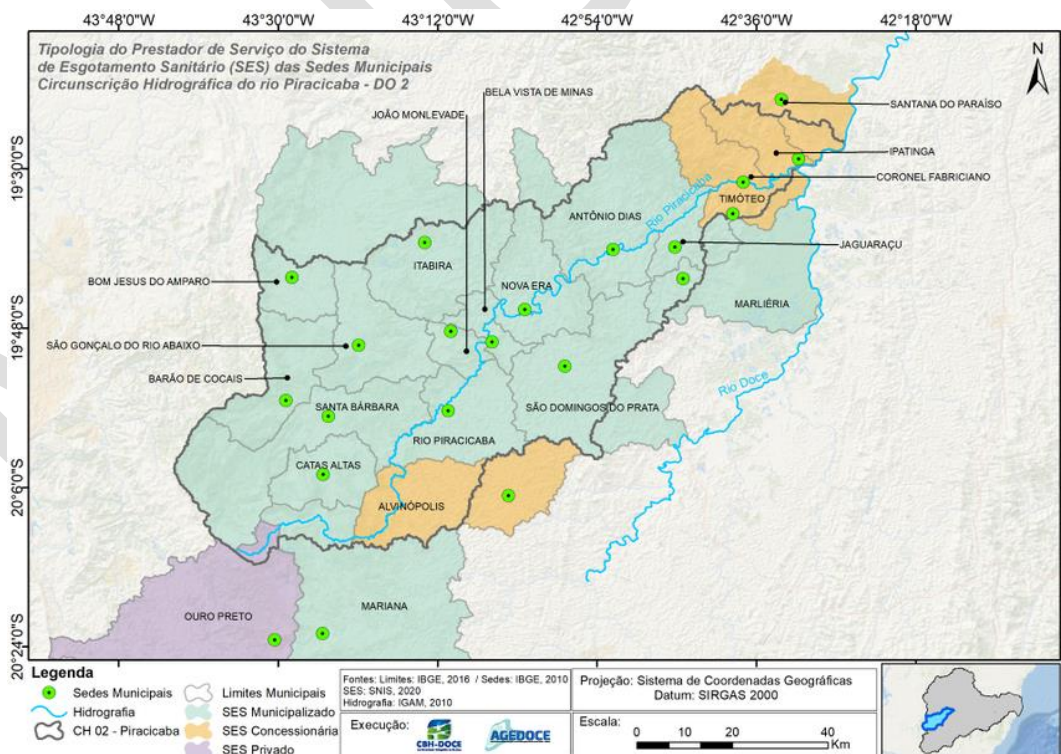 43°48'0"W 43°30'0"W 43°12'0"W 42°54'0"W 42°36'0"W 42°18'0"W
Tipologia do Prestador de Serviço do Sistema
de Esgotamento Sanitário (SES) das Sedes Municipais
Circunscrição Hidrográfica do rio Piracicaba - DO 2
N
BELA VISTA DE MINAS
JOÃO MONLEVADE
SANTANA DO PARAÍSO
IPATINGA
CORONEL FABRICIANO
TIMÓTEO
Rio Piracicaba
ANTÔNIO DIAS
JAGUARAÇU
ITABIRA
BOM JESUS DO AMPARO
NOVA ERA
MARLIÉRIA
SÃO GONÇALO DO RIO ABAIXO
BARÃO DE COCAIS
Rio Doce
SANTA BÁRBARA
SÃO DOMINGOS DO PRATA
RIO PIRACICABA
CATAS ALTAS
ALVINÓPOLIS
OURO PRETO
MARIANA
19°30'0"S
19°48'0"S
20°6'0"S
20°24'0"S
Legenda
Sedes Municipais
Hidrografia
CH 02 - Piracicaba
Limites Municipais
SES Municipalizado
SES Concessionária
SES Privado
Fontes: Limites: IBGE, 2016 / Sedes: IBGE, 2010
SES: SNIS, 2020
Hidrografia: IGAM, 2010
Execução:
CBH-DOCE
AGEDOCE
Projeção: Sistema de Coordenadas Geográficas
Datum: SIRGAS 2000
Escala:
0 10 20 40
Km